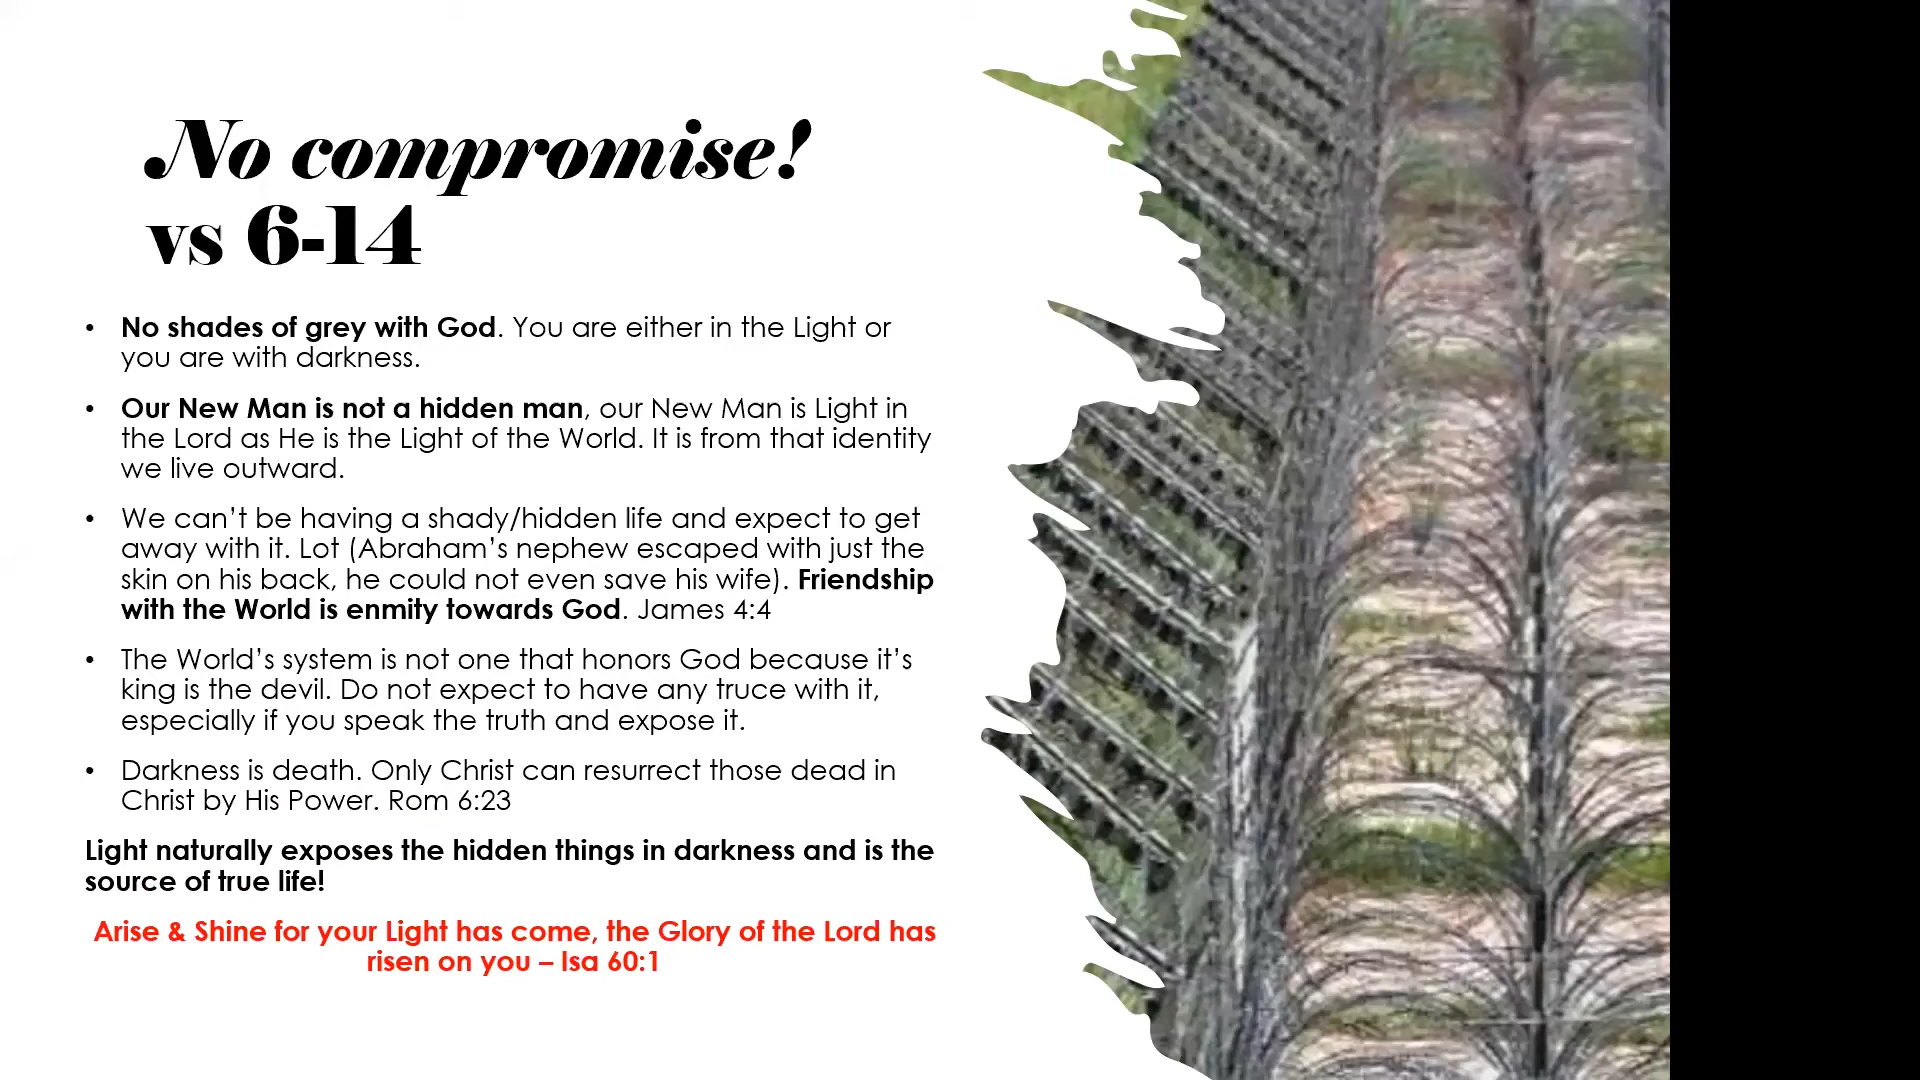 No compromise!
vs 6-14
• No shades of grey with God. You are either in the Light or
you are with darkness.
• Our New Man is not a hidden man, our New Man is Light in
the Lord as He is the Light of the World. It is from that identity
we live outward.
• We can’t be having a shady/hidden life and expect to get
away with it. Lot (Abraham’s nephew escaped with just the
skin on his back, he could not even save his wife). Friendship
with the World is enmity towards God. James 4:4
• The World’s system is not one that honors God because it’s
king is the devil. Do not expect to have any truce with it,
especially if you speak the truth and expose it.
• Darkness is death. Only Christ can resurrect those dead in
Christ by His Power. Rom 6:23
Light naturally exposes the hidden things in darkness and is the
source of true life!
Arise & Shine for your Light has come, the Glory of the Lord has
risen on you – Isa 60:1